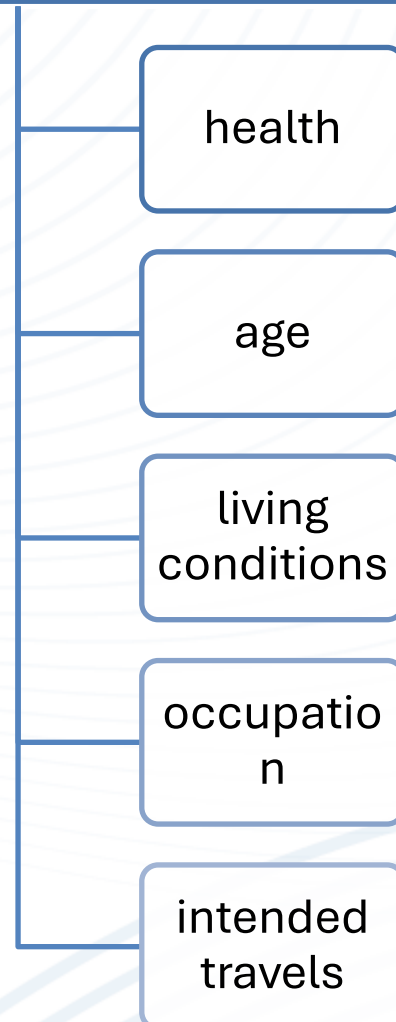 health
age
living
conditions
occupatio
n
intended
travels